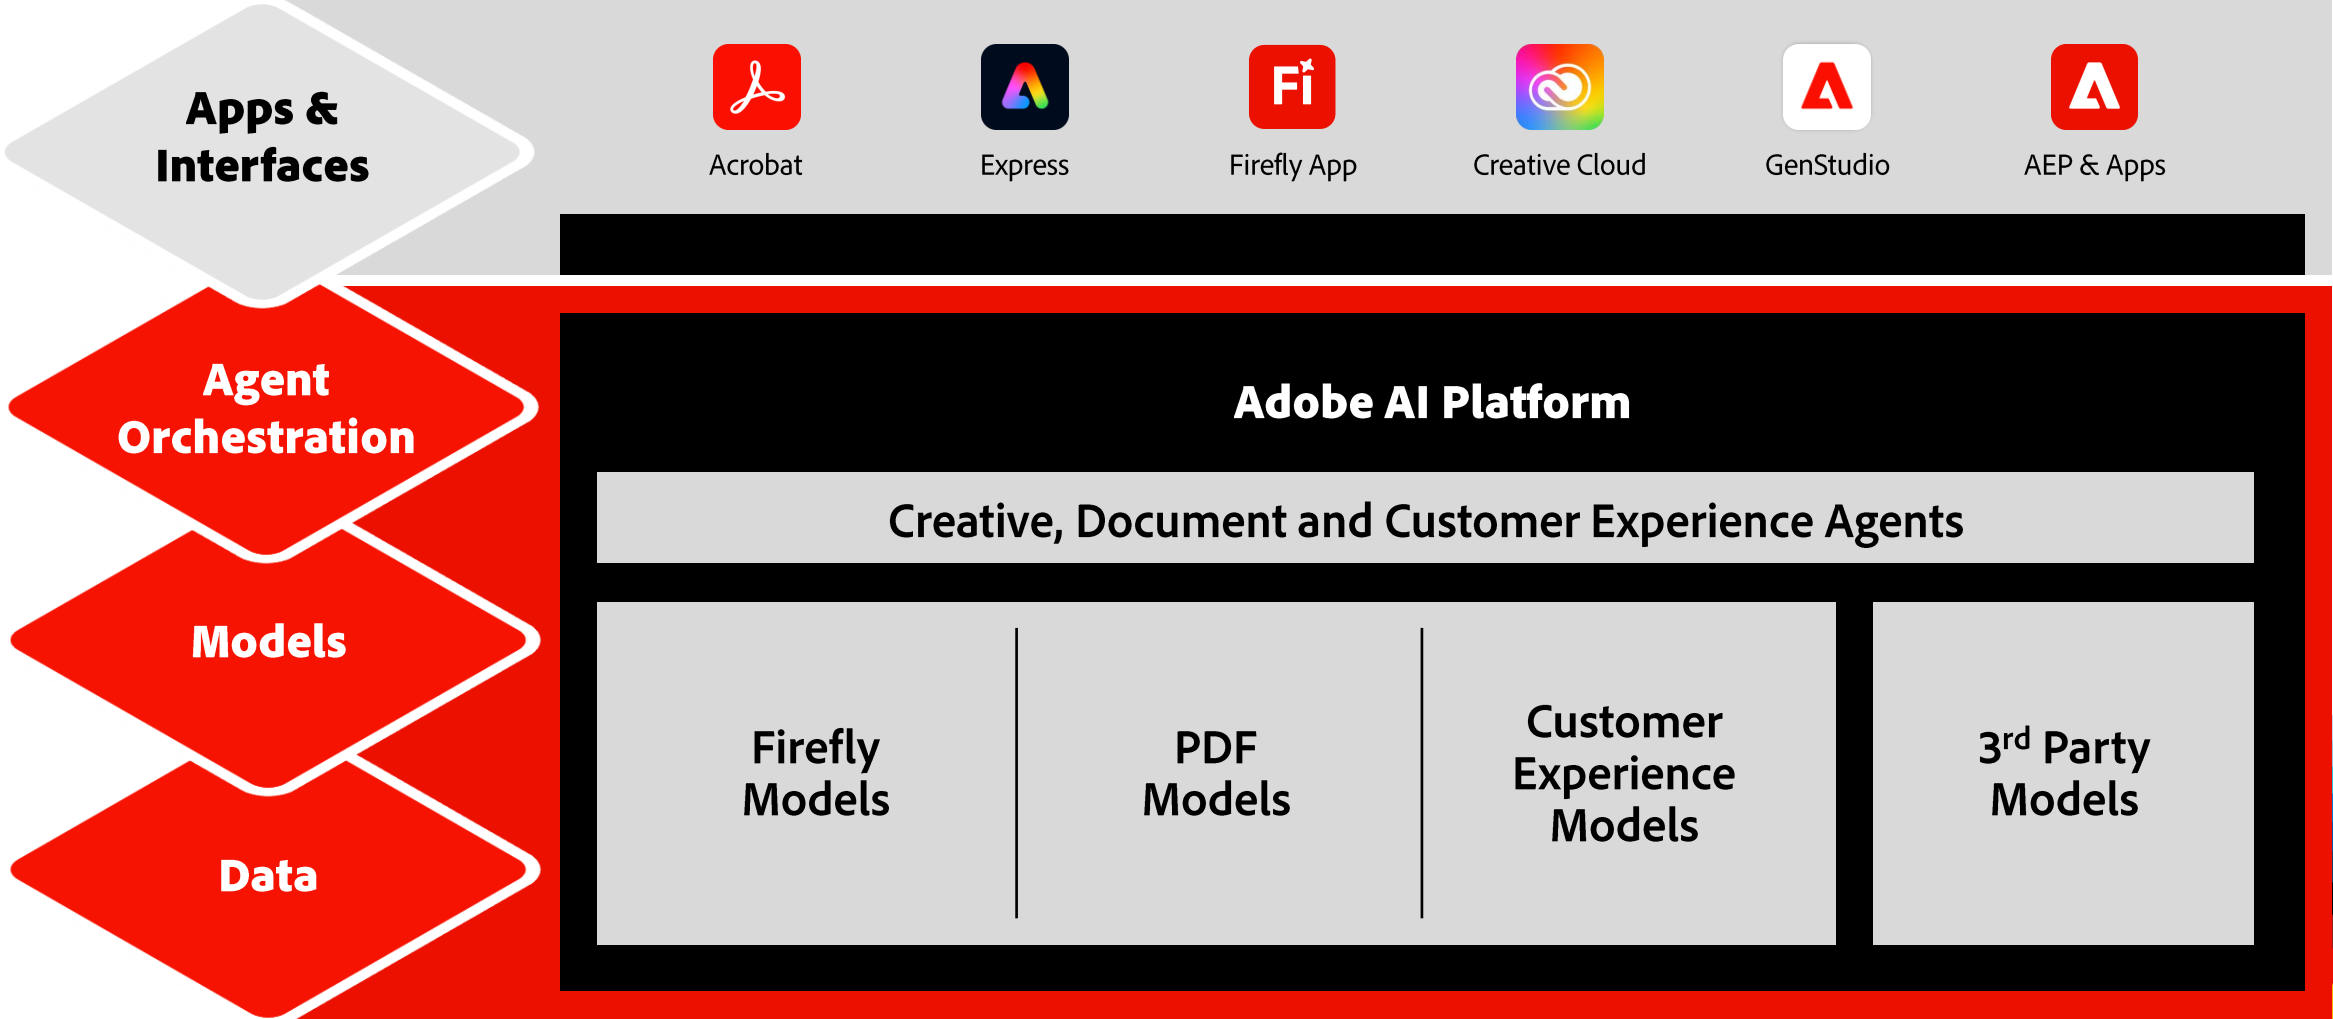 Apps &
Interfaces
Acrobat
Express
Fi
Firefly App
Creative Cloud
GenStudio
AEP & Apps
Agent
Orchestration
Models
Data
Adobe AI Platform
Creative, Document and Customer Experience Agents
Firefly
Models
PDF
Models
Customer
Experience
Models
3rd Party
Models